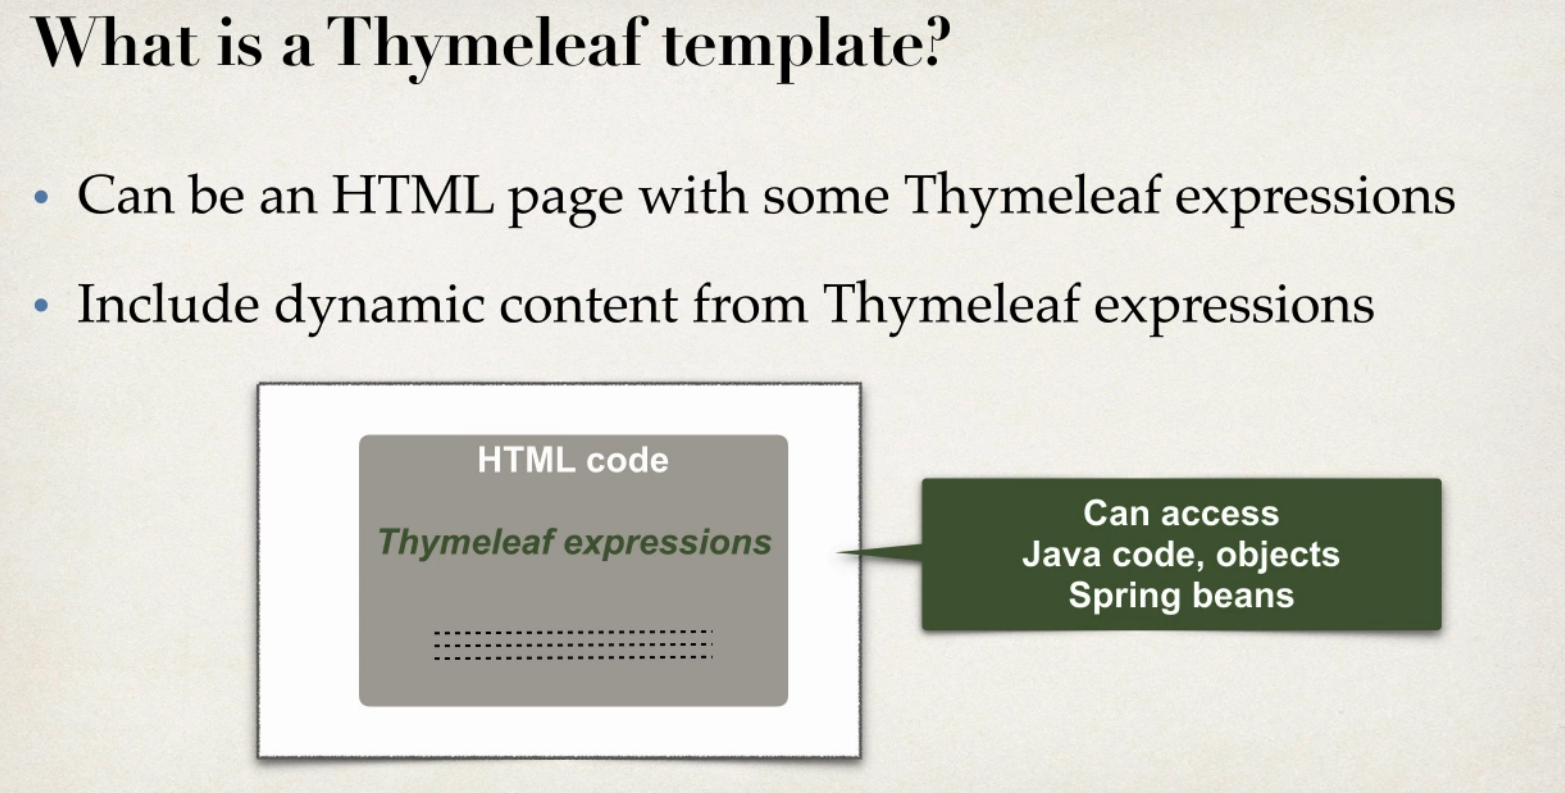 What is a Thymeleaf template?
• Can be an HTML page with some Thymeleaf expressions
• Include dynamic content from Thymeleaf expressions
HTML code
Thymeleaf expressions
Can access
Java code, objects
Spring beans